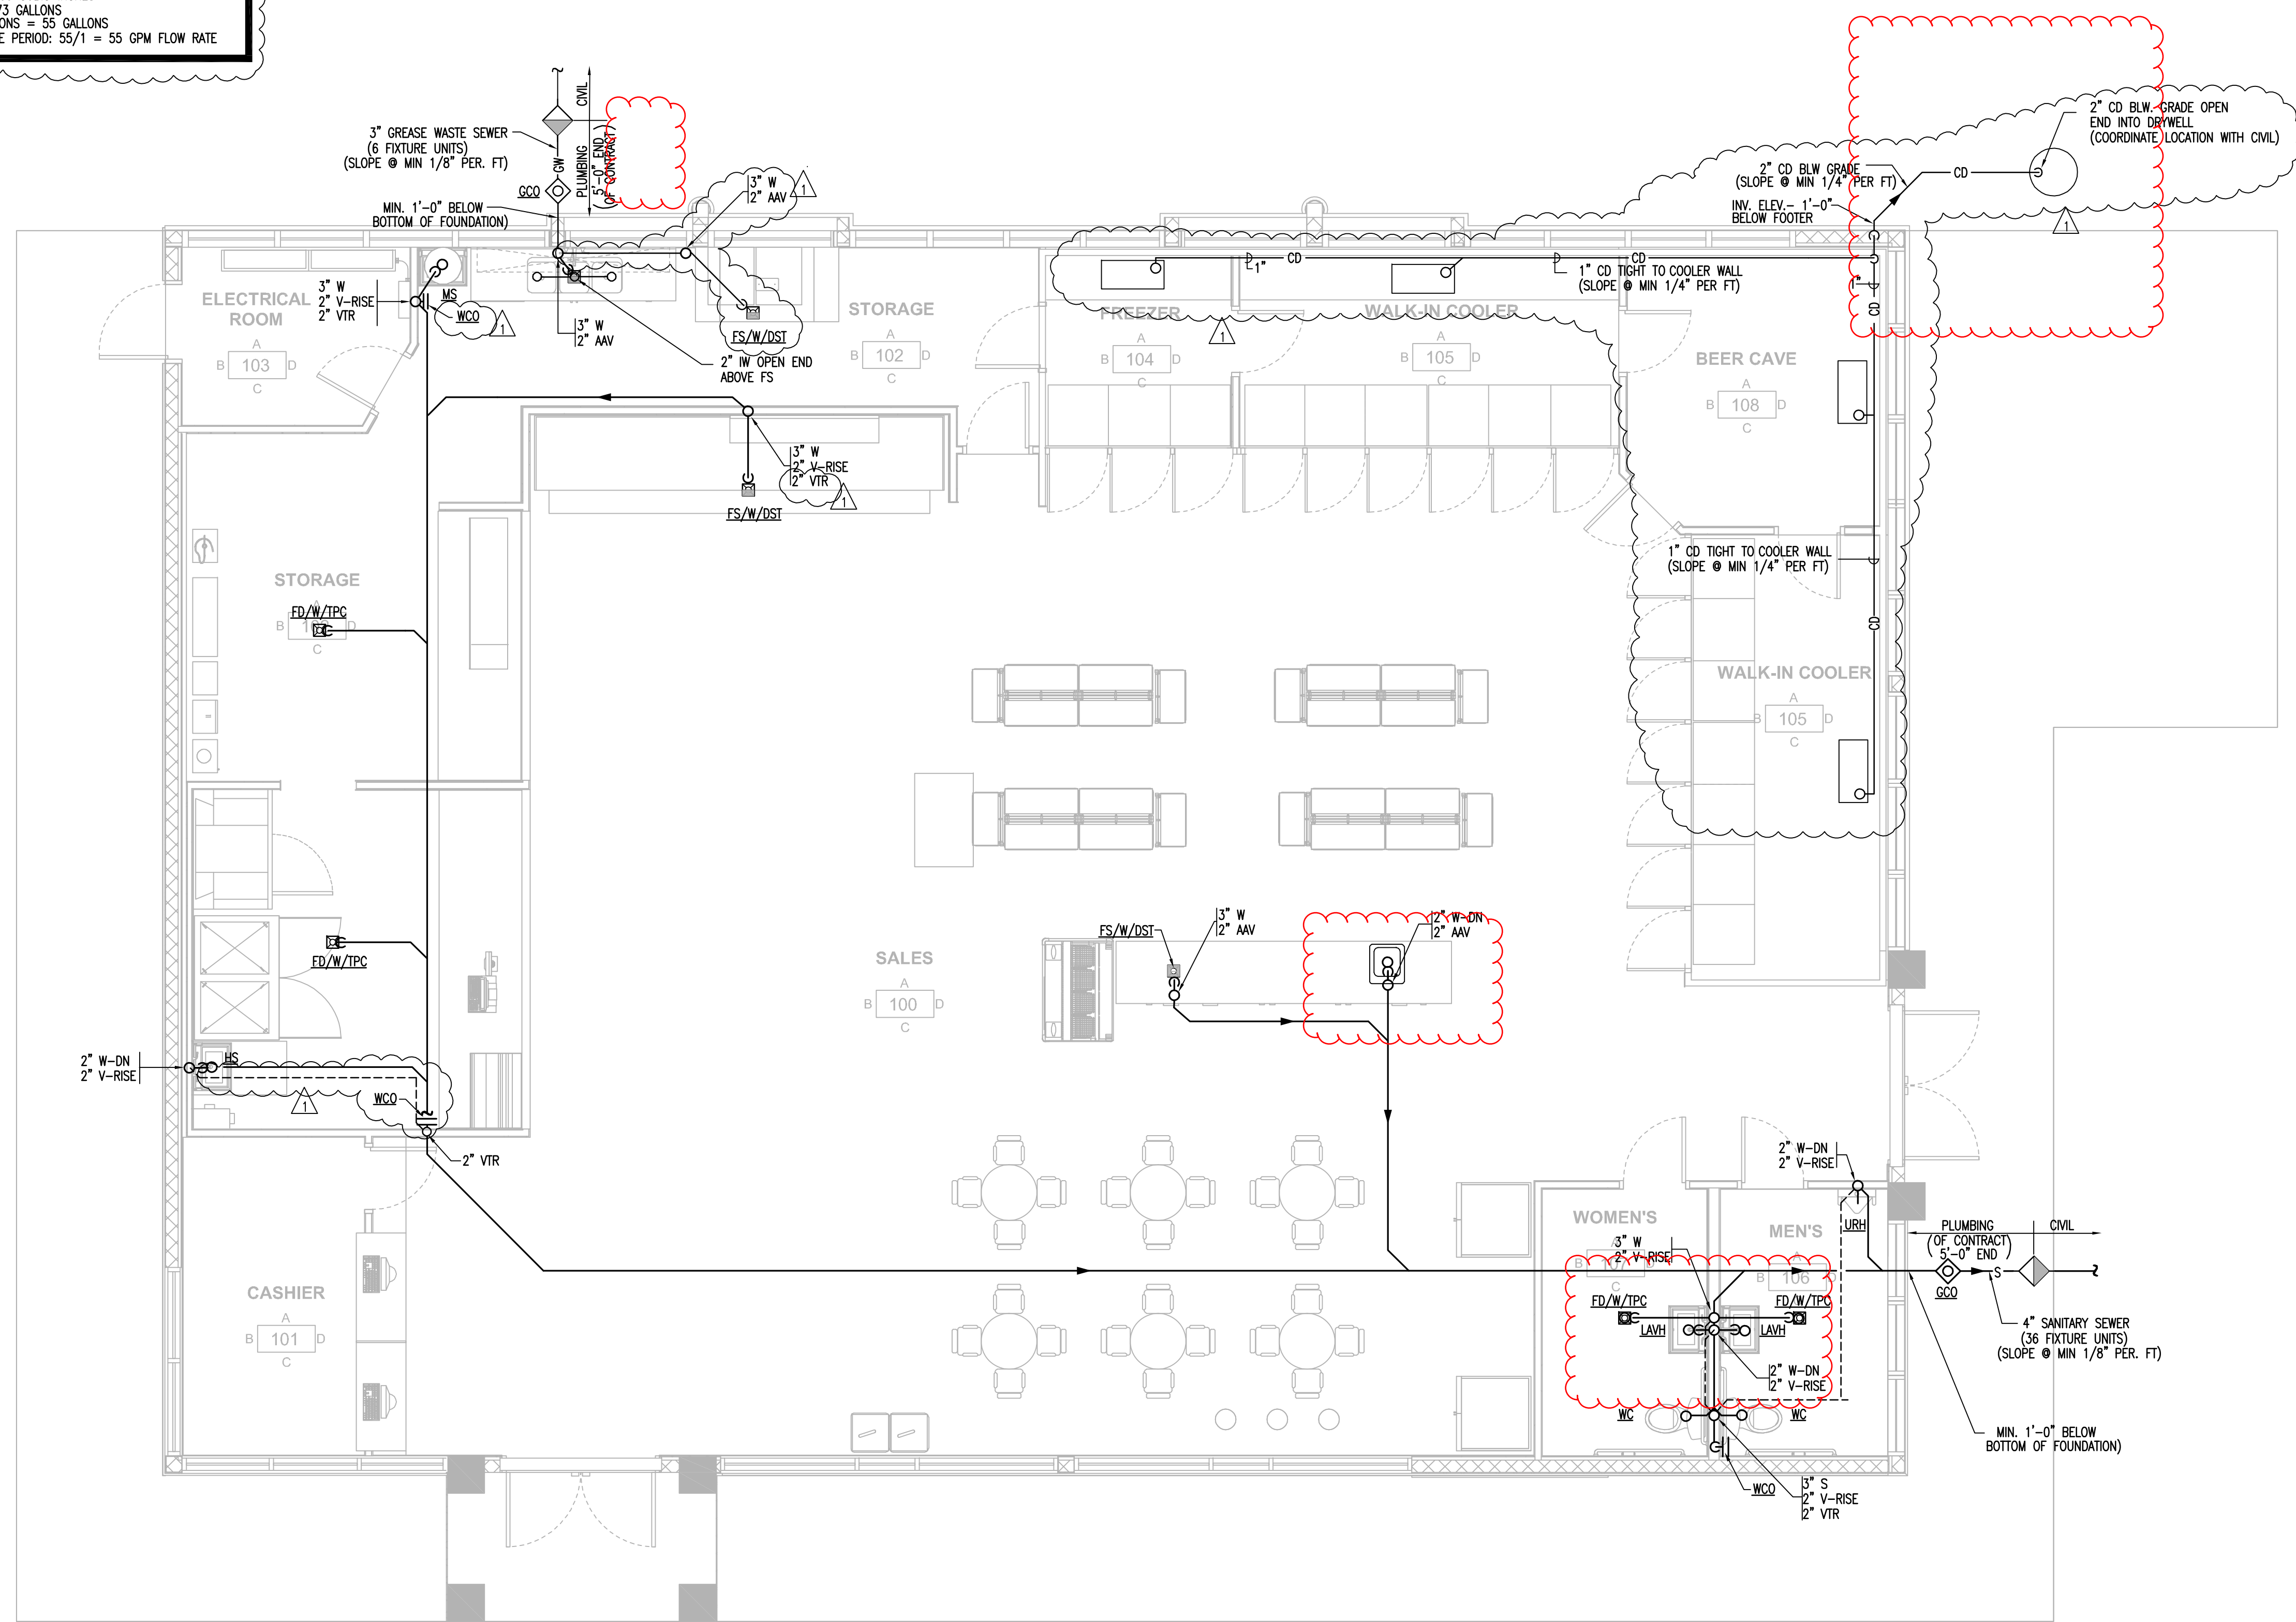 73 GALLONS
ONS = 55 GALLONS
E PERIOD: 55/1 = 55 GPM FLOW RATE
CIVIL
PLUMBING
5'-0" END
(OF CONTRACT)
3" GREASE WASTE SEWER
(6 FIXTURE UNITS)
(SLOPE @ MIN 1/8" PER. FT)
GW
GCO
MIN. 1'-0" BELOW
BOTTOM OF FOUNDATION)
3" W
2" AAV
1
2" CD BLW. GRADE OPEN
END INTO DRYWELL
(COORDINATE LOCATION WITH CIVIL)
2" CD BLW GRADE
(SLOPE @ MIN 1/4" PER FT)
CD
INV. ELEV.- 1'-0"
BELOW FOOTER
1
ELECTRICAL
ROOM
A
B 103 D
C
3" W
2" V-RISE
2" VTR
MS
WCO
1
3" W
2" AAV
FS/W/DST
2" IW OPEN END
ABOVE FS
STORAGE
A
B 102 D
C
CD
1"
CD
1" CD TIGHT TO COOLER WALL
(SLOPE @ MIN 1/4" PER FT)
1"
CD
FREEZER
A
B 104 D
C
1
WALK-IN COOLER
A
B 105 D
C
BEER CAVE
A
B 108 D
C
3" W
2" V-RISE
2" VTR
1
FS/W/DST
1" CD TIGHT TO COOLER WALL
(SLOPE @ MIN 1/4" PER FT)
CD
STORAGE
FD/W/TPC
A
B D
C
WALK-IN COOLER
A
B 105 D
C
FD/W/TPC
SALES
A
B 100 D
C
FS/W/DST
3" W
2" AAV
2" W-DN
2" AAV
2" W-DN
2" V-RISE
HS
1
WCO
2" VTR
2" W-DN
2" V-RISE
URH
WOMEN'S
A
B 107 D
C
3" W
2" V-RISE
MEN'S
A
B 106 D
PLUMBING
CIVIL
(OF CONTRACT)
5'-0" END
S
GCO
FD/W/TPC
FD/W/TPC
LAVH
LAVH
2" W-DN
2" V-RISE
WC
WC
4" SANITARY SEWER
(36 FIXTURE UNITS)
(SLOPE @ MIN 1/8" PER. FT)
MIN. 1'-0" BELOW
BOTTOM OF FOUNDATION)
CASHIER
A
B 101 D
C
WCO
3" S
2" V-RISE
2" VTR